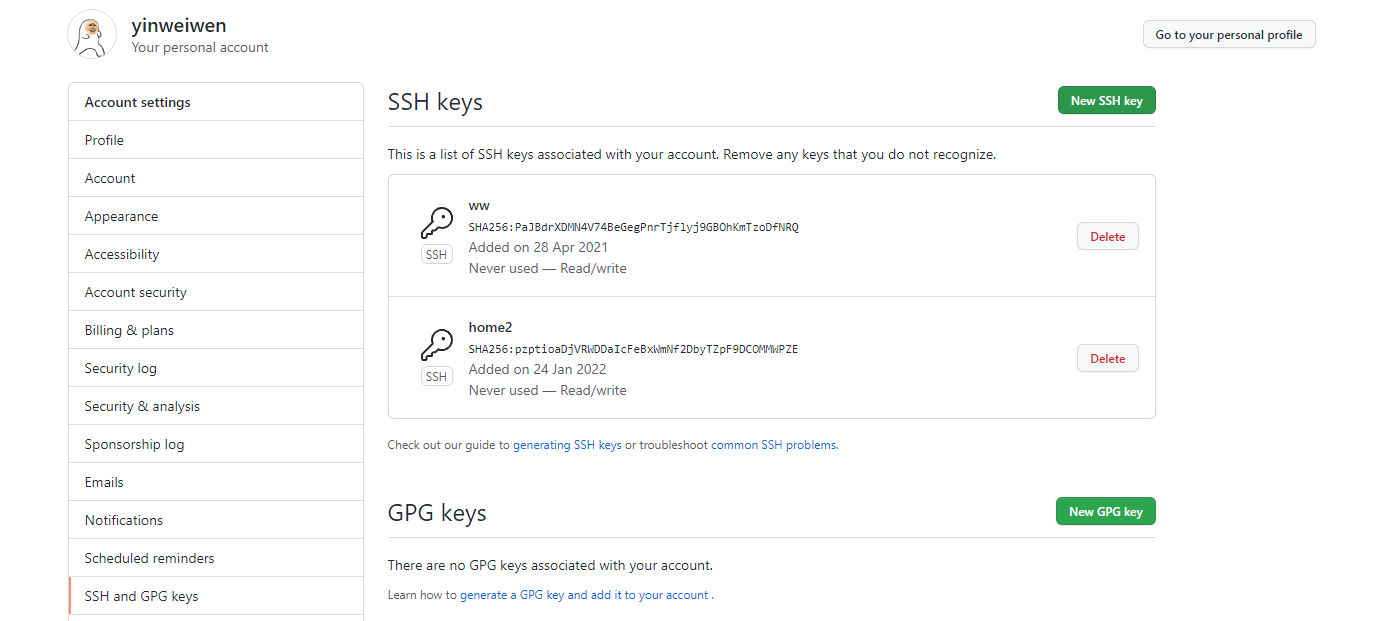 yinweiwen
Your personal account
Go to your personal profile
Account settings
Profile
Account
Appearance
Accessibility
Account security
Billing & plans
Security log
Security & analysis
Sponsorship log
Emails
Notifications
Scheduled reminders
SSH and GPG keys
SSH keys
New SSH key
This is a list of SSH keys associated with your account. Remove any keys that you do not recognize.
ww
SHA256:PaJBdrXDMN4V74BeGegPnrTjflyj9GBOhKmTzoDfNRQ
Added on 28 Apr 2021
Never used — Read/write
SSH
Delete
home2
SHA256:pzptioaDjVRWDDaIcFeBxWmNf2DbyTZpF9DCOMMWPZE
Added on 24 Jan 2022
Never used — Read/write
SSH
Delete
Check out our guide to generating SSH keys or troubleshoot common SSH problems.
GPG keys
New GPG key
There are no GPG keys associated with your account.
Learn how to generate a GPG key and add it to your account .